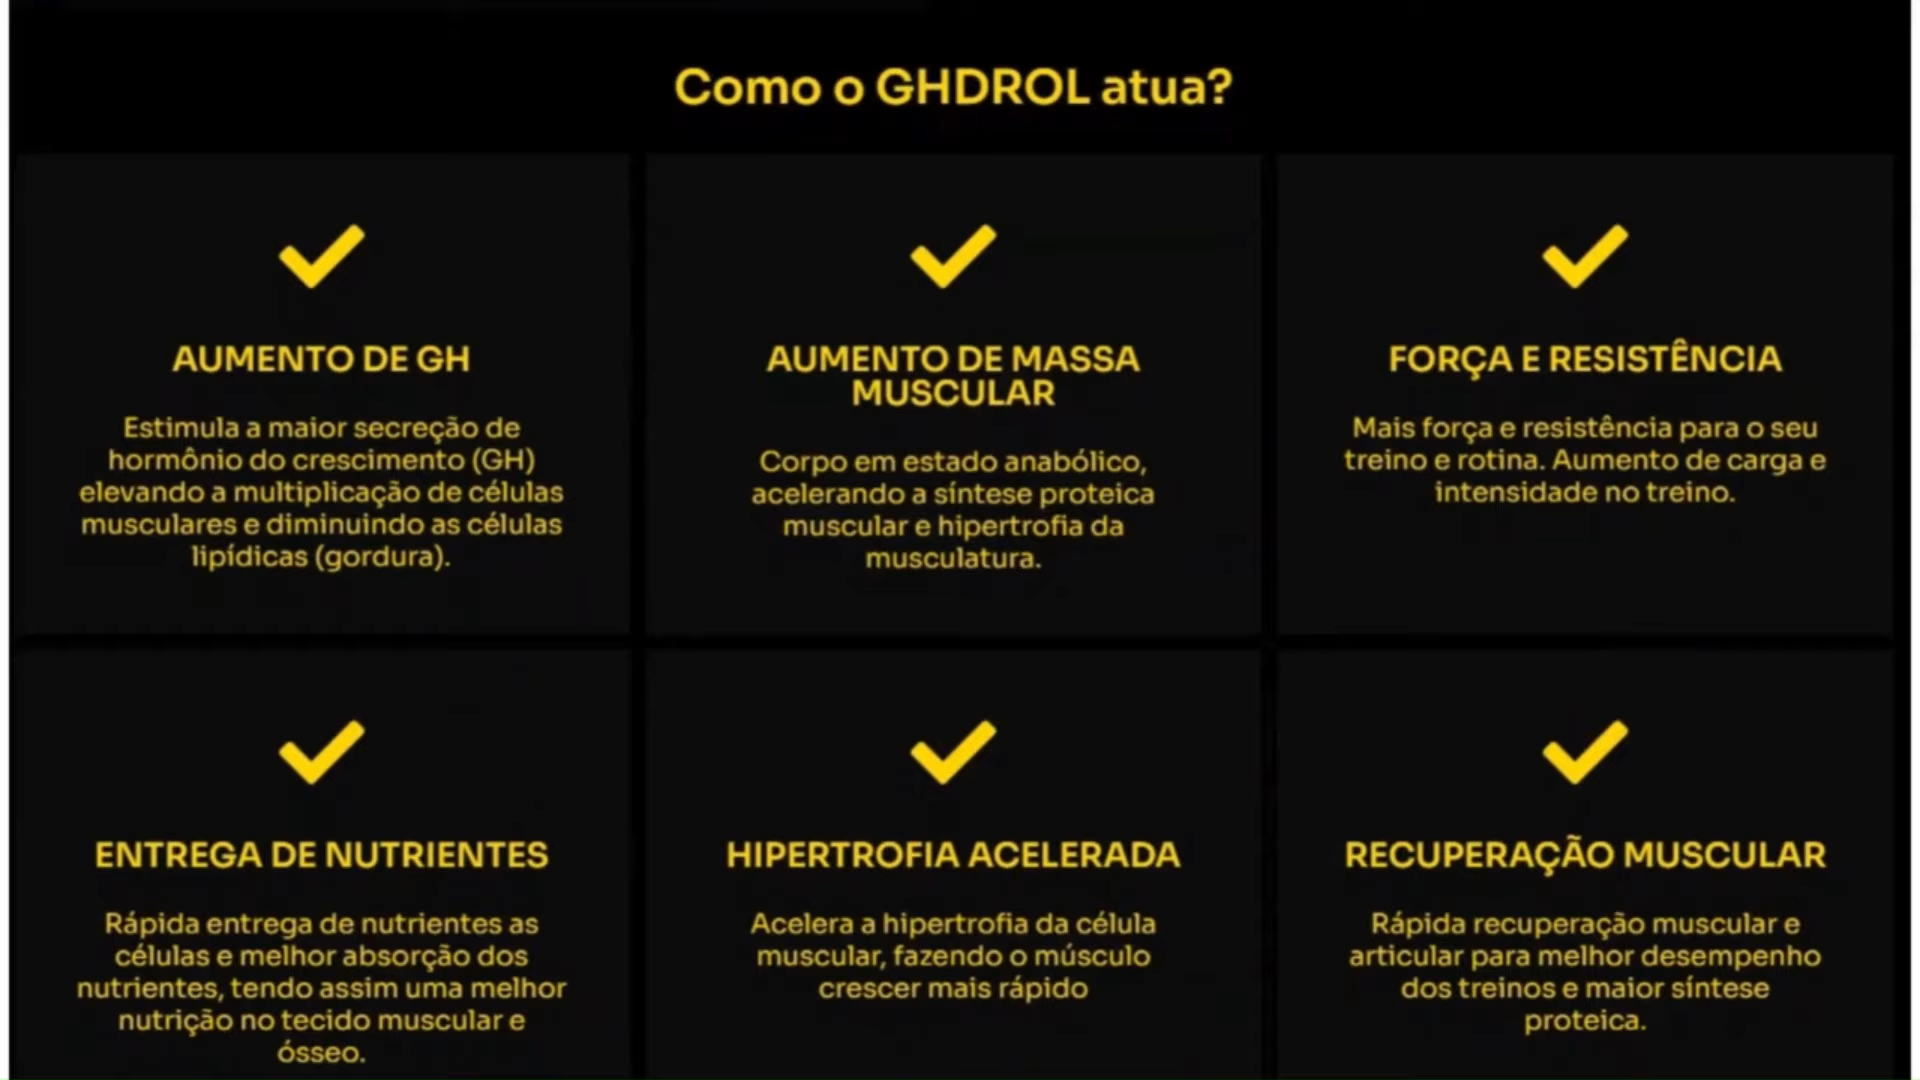 Como o GHDROL atua?
AUMENTO DE GH
Estimula a maior secreção de
hormônio do crescimento (GH)
elevando a multiplicação de células
musculares e diminuindo as células
lipídicas (gordura).
AUMENTO DE MASSA
MUSCULAR
Corpo em estado anabólico,
acelerando a síntese proteica
muscular e hipertrofia da
musculatura.
FORÇA E RESISTÊNCIA
Mais força e resistência para o seu
treino e rotina. Aumento de carga e
intensidade no treino.
ENTREGA DE NUTRIENTES
Rápida entrega de nutrientes as
células e melhor absorção dos
nutrientes, tendo assim uma melhor
nutrição no tecido muscular e
ósseo.
HIPERTROFIA ACELERADA
Acelera a hipertrofia da célula
muscular, fazendo o músculo
crescer mais rápido
RECUPERAÇÃO MUSCULAR
Rápida recuperação muscular e
articular para melhor desempenho
dos treinos e maior síntese
proteica.